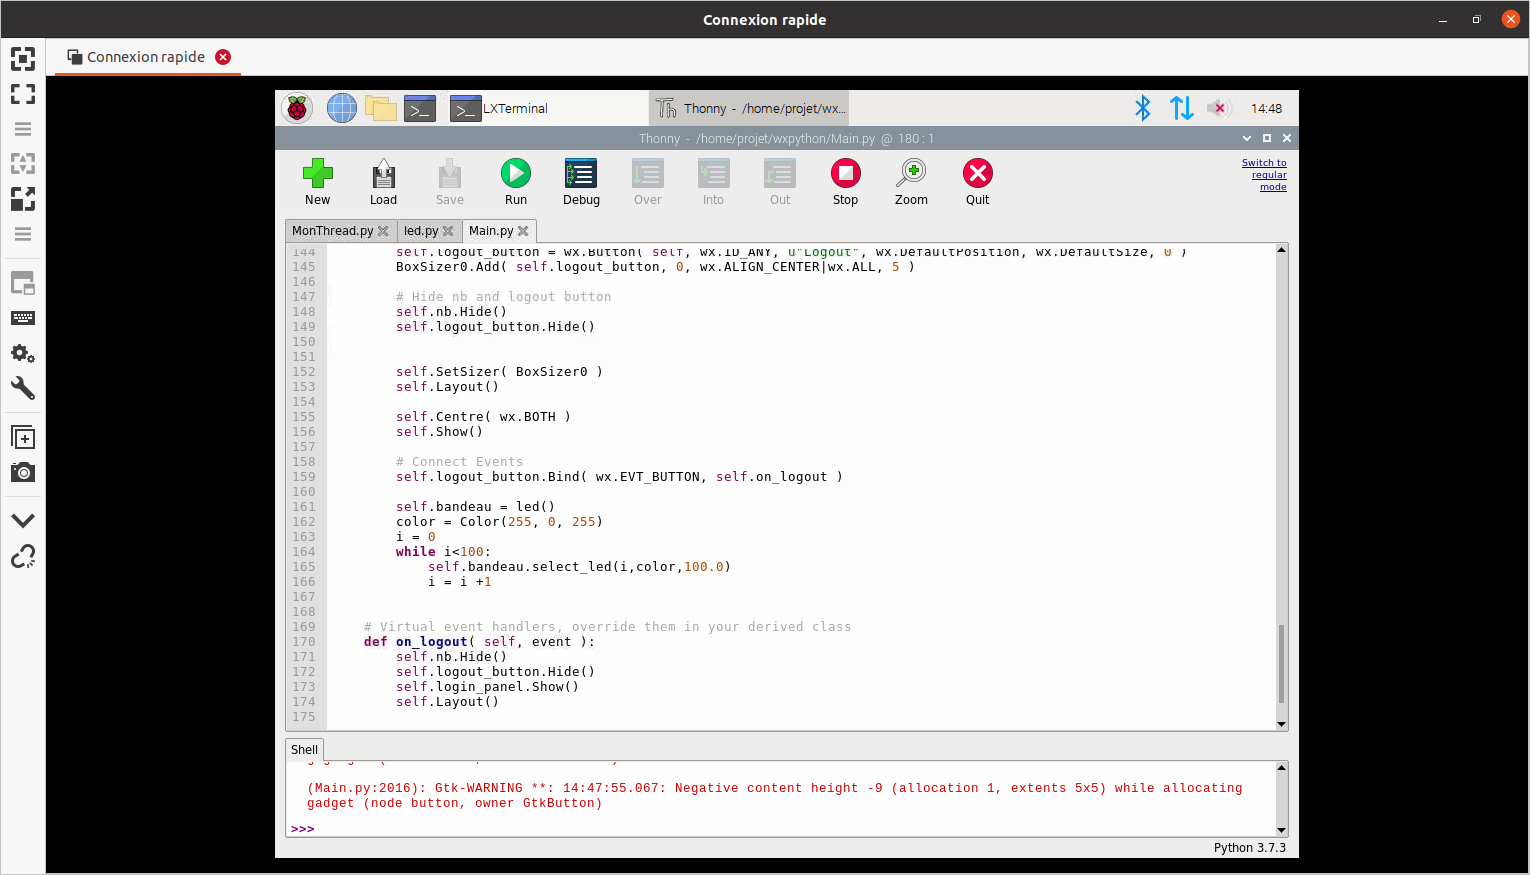 Connexion rapide
Connexion rapide
LXTerminal
Thonny - /home/projet/wx...
14:48
Thonny - /home/projet/wxpython/Main.py @ 180 : 1
New
Load
Save
Run
Debug
Over
Into
Out
Stop
Zoom
Quit
Switch to
regular
mode
MonThread.py
led.py
Main.py
144 self.logout_button = wx.Button( self, wx.ID_ANY, u"Logout", wx.DefaultPosition, wx.DefaultSize, 0 )
145 BoxSizer0.Add( self.logout_button, 0, wx.ALIGN_CENTER|wx.ALL, 5 )
146
147 # Hide nb and logout button
148 self.nb.Hide()
149 self.logout_button.Hide()
150
151
152 self.SetSizer( BoxSizer0 )
153 self.Layout()
154
155 self.Centre( wx.BOTH )
156 self.Show()
157
158 # Connect Events
159 self.logout_button.Bind( wx.EVT_BUTTON, self.on_logout )
160
161 self.bandeau = led()
162 color = Color(255, 0, 255)
163 i = 0
164 while i<100:
165 self.bandeau.select_led(i,color,100.0)
166 i = i +1
167
168
169 # Virtual event handlers, override them in your derived class
170 def on_logout( self, event ):
171 self.nb.Hide()
172 self.logout_button.Hide()
173 self.login_panel.Show()
174 self.Layout()
175
Shell
(Main.py:2016): Gtk-WARNING **: 14:47:55.067: Negative content height -9 (allocation 1, extents 5x5) while allocating
gadget (node button, owner GtkButton)
>>>
Python 3.7.3